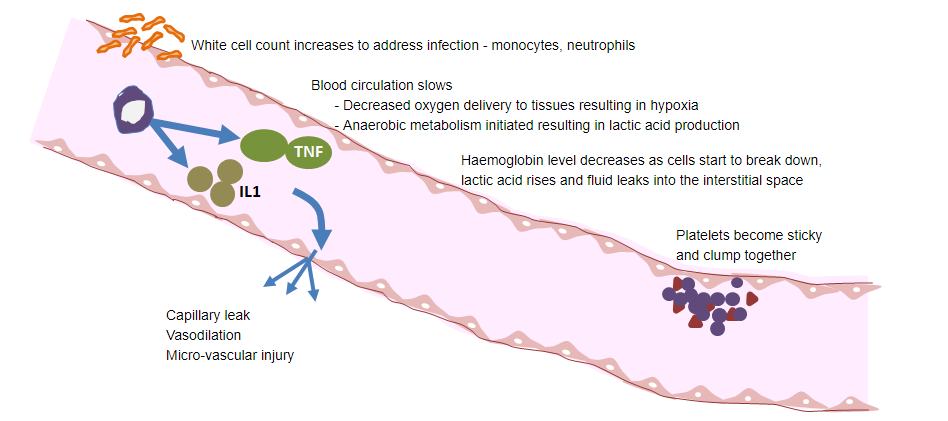 White cell count increases to address infection - monocytes, neutrophils
Blood circulation slows
- Decreased oxygen delivery to tissues resulting in hypoxia
- Anaerobic metabolism initiated resulting in lactic acid production
TNF
Haemoglobin level decreases as cells start to break down,
lactic acid rises and fluid leaks into the interstitial space
IL1
Platelets become sticky
and clump together
Capillary leak
Vasodilation
Micro-vascular injury